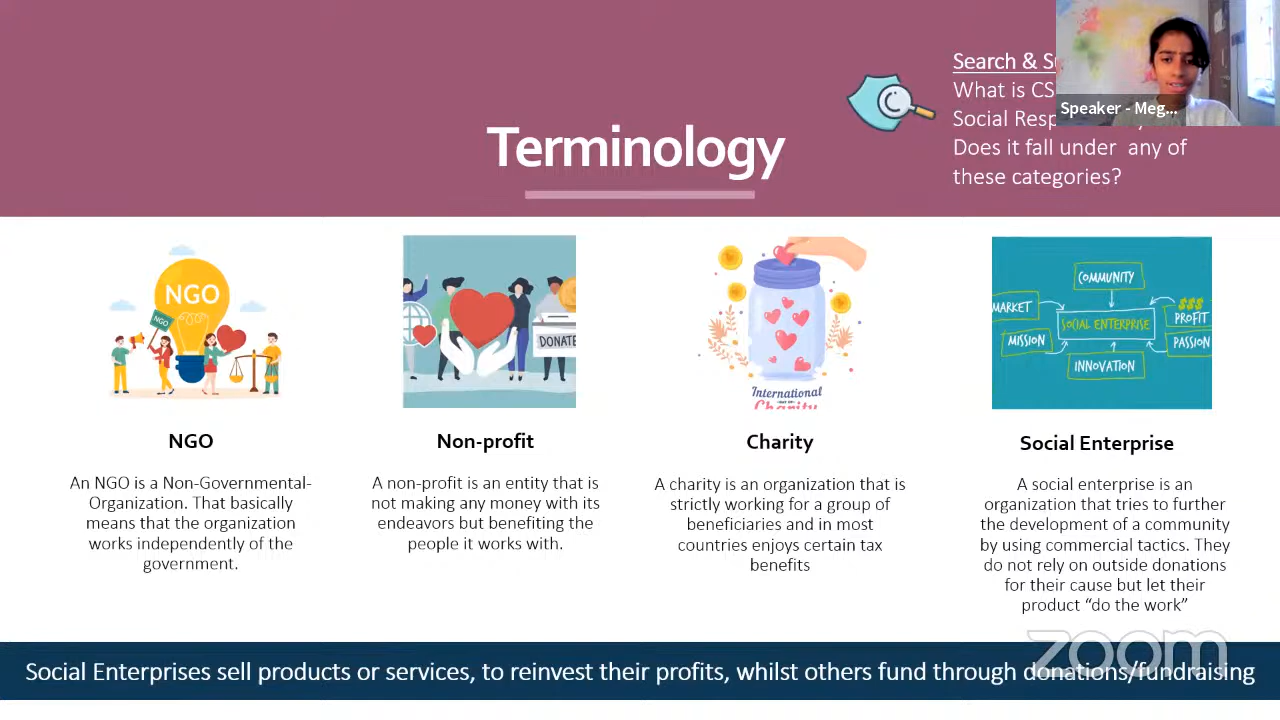 Search & S
What is CS
Social Resp
Does it fall under any of
these categories?
Speaker - Meg...
Terminology
NGO
NGO
DONATE
International
DAY OF
Charity
COMMUNITY
MARKET
$$$
SOCIAL ENTERPRISE
PROFIT
MISSION
PASSION
INNOVATION
NGO
Non-profit
Charity
Social Enterprise
An NGO is a Non-Governmental-
Organization. That basically
means that the organization
works independently of the
government.
A non-profit is an entity that is
not making any money with its
endeavors but benefiting the
people it works with.
A charity is an organization that is
strictly working for a group of
beneficiaries and in most
countries enjoys certain tax
benefits
A social enterprise is an
organization that tries to further
the development of a community
by using commercial tactics. They
do not rely on outside donations
for their cause but let their
product “do the work”
zoom
Social Enterprises sell products or services, to reinvest their profits, whilst others fund through donations/fundraising